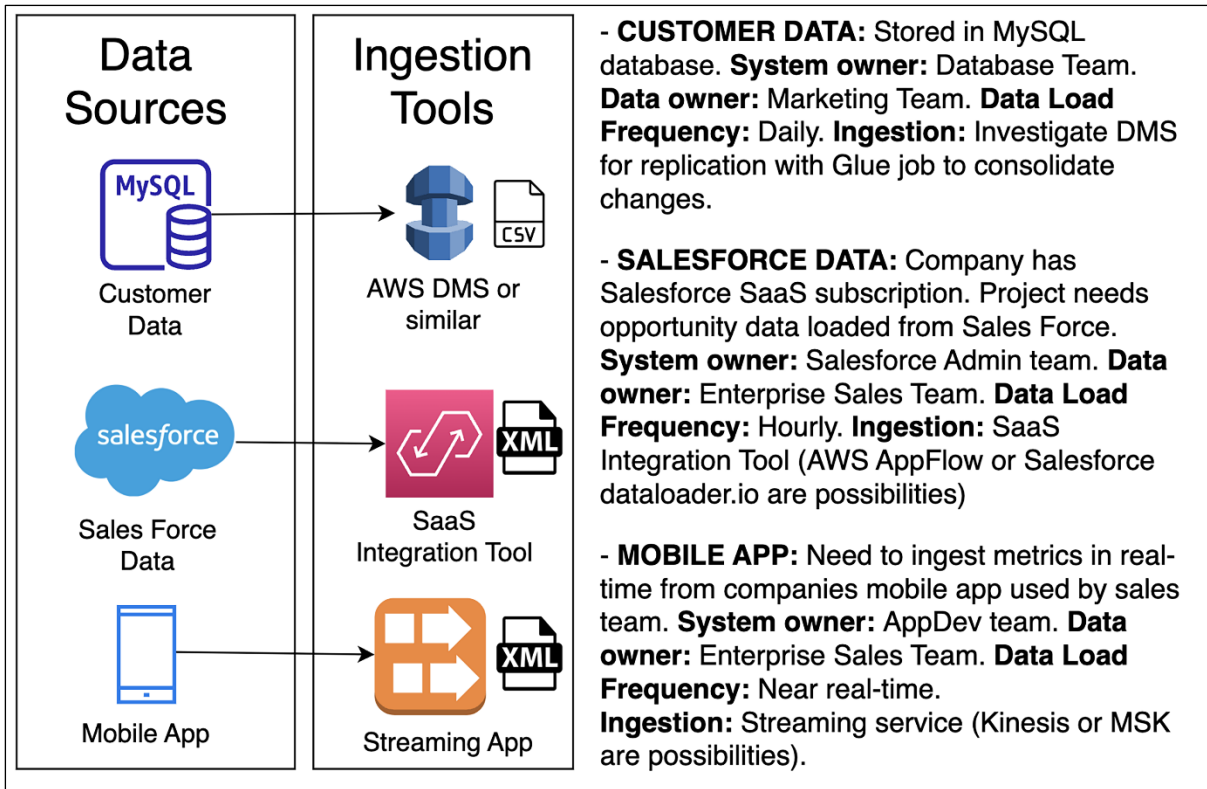 Data
Sources
MySQL
Customer
Data
salesforce
Sales Force
Data
Mobile App
Ingestion
Tools
CSV
AWS DMS or
similar
XML
SaaS
Integration Tool
XML
Streaming App
- CUSTOMER DATA: Stored in MySQL
database. System owner: Database Team.
Data owner: Marketing Team. Data Load
Frequency: Daily. Ingestion: Investigate DMS
for replication with Glue job to consolidate
changes.
- SALESFORCE DATA: Company has
Salesforce SaaS subscription. Project needs
opportunity data loaded from Sales Force.
System owner: Salesforce Admin team. Data
owner: Enterprise Sales Team. Data Load
Frequency: Hourly. Ingestion: SaaS
Integration Tool (AWS AppFlow or Salesforce
dataloader.io are possibilities)
- MOBILE APP: Need to ingest metrics in real-
time from companies mobile app used by sales
team. System owner: AppDev team. Data
owner: Enterprise Sales Team. Data Load
Frequency: Near real-time.
Ingestion: Streaming service (Kinesis or MSK
are possibilities).